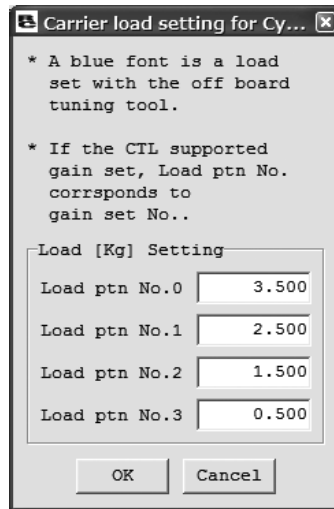 Carrier load setting for Cy...
* A blue font is a load
set with the off board
tuning tool.
* If the CTL supported
gain set, Load ptn No.
corrsponds to
gain set No..
Load [Kg] Setting
Load ptn No.0 3.500
Load ptn No.1 2.500
Load ptn No.2 1.500
Load ptn No.3 0.500
OK Cancel